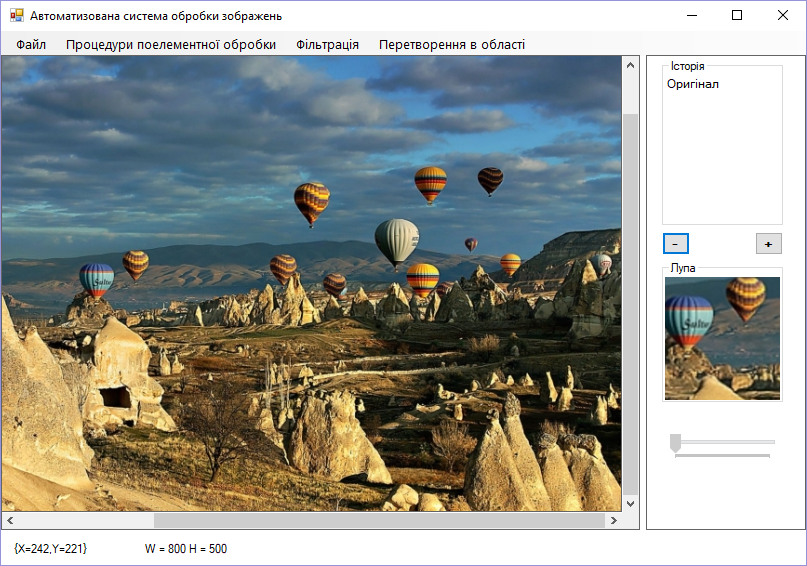 Автоматизована система обробки зображень
Файл Процедури поелементної обробки Фільтрація Перетворення в області
Історія
Оригінал
- +
Лупа
{X=242,Y=221} W = 800 H = 500